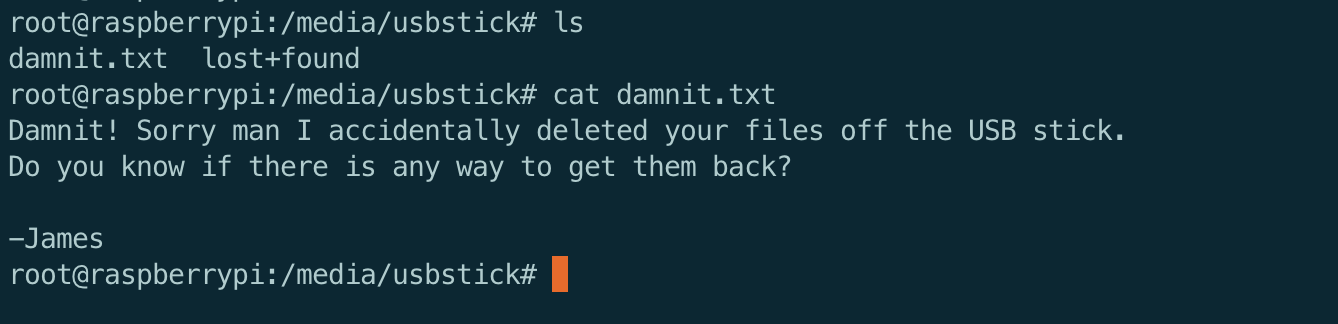 root@raspberrypi:/media/usbstick# ls
damnit.txt  lost+found
root@raspberrypi:/media/usbstick# cat damnit.txt
Damnit! Sorry man I accidentally deleted your files off the USB stick.
Do you know if there is any way to get them back?

-James
root@raspberrypi:/media/usbstick#